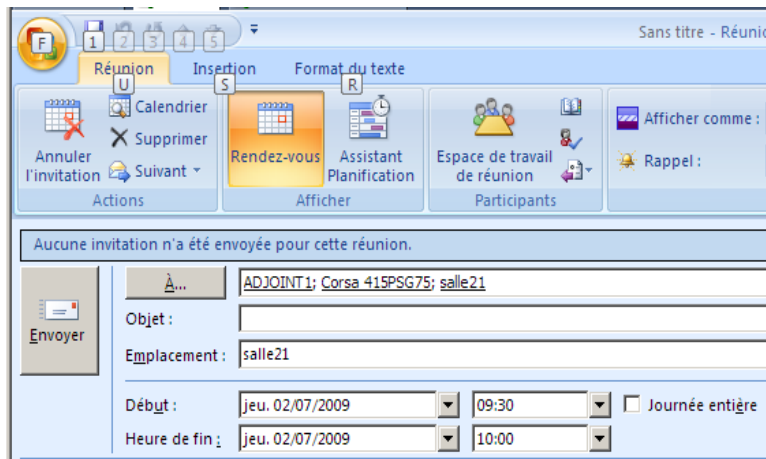 Sans titre - Réunio
F
1 2 3 4 5
Réunion Insertion Format du texte
U S R
Calendrier
Supprimer
Suivant
Annuler
l'invitation
Actions
Rendez-vous
Assistant
Planification
Afficher
Espace de travail
de réunion
Participants
Afficher comme :
Rappel :
Aucune invitation n'a été envoyée pour cette réunion.
Envoyer
À... ADJOINT1; Corsa 415PSG75; salle21
Objet :
Emplacement : salle21
Début : jeu. 02/07/2009 09:30 Journée entière
Heure de fin : jeu. 02/07/2009 10:00